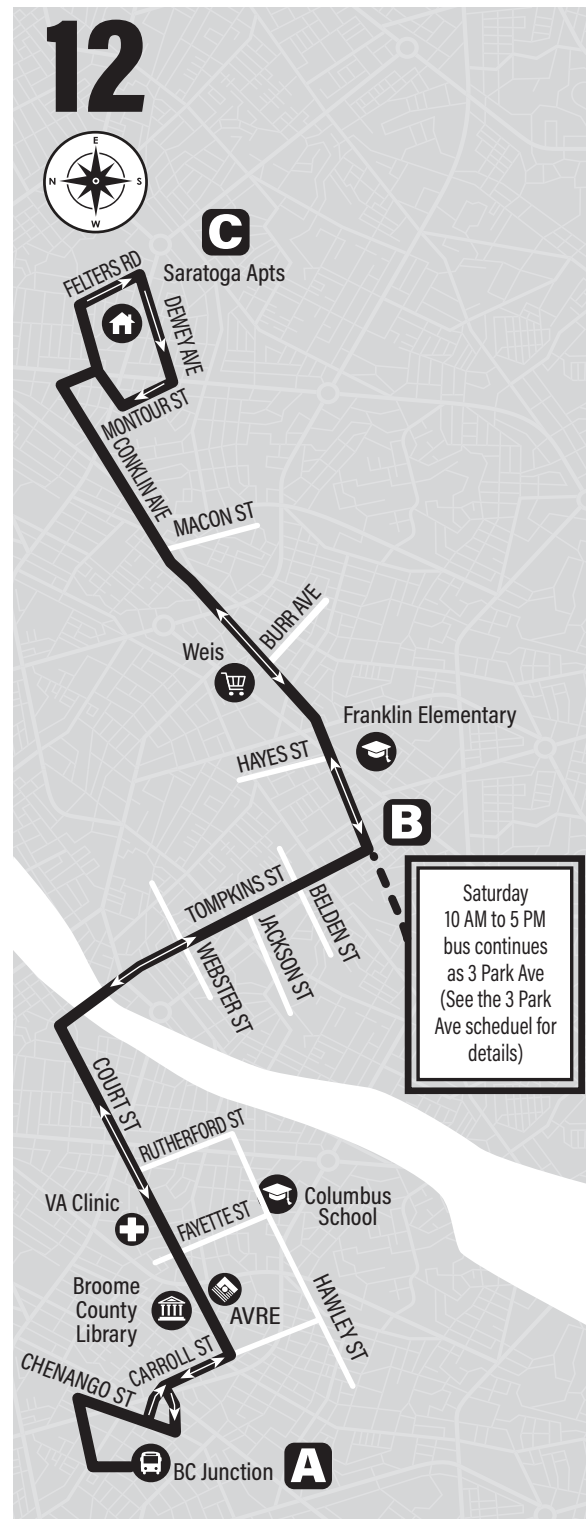 12
E
N
S
W
C
Saratoga Apts
FELTERS RD
DEWEY AVE
MONTOUR ST
CONKLIN AVE
MACON ST
BURR AVE
Weis
Franklin Elementary
HAYES ST
B
TOMPKINS ST
BELDEN ST
JACKSON ST
WEBSTER ST
Saturday
10 AM to 5 PM
bus continues
as 3 Park Ave
(See the 3 Park
Ave scheduel for
details)
COURT ST
RUTHERFORD ST
VA Clinic
FAYETTE ST
Columbus
School
Broome
County
Library
AVRE
HAWLEY ST
CARROLL ST
CHENANGO ST
BC Junction
A